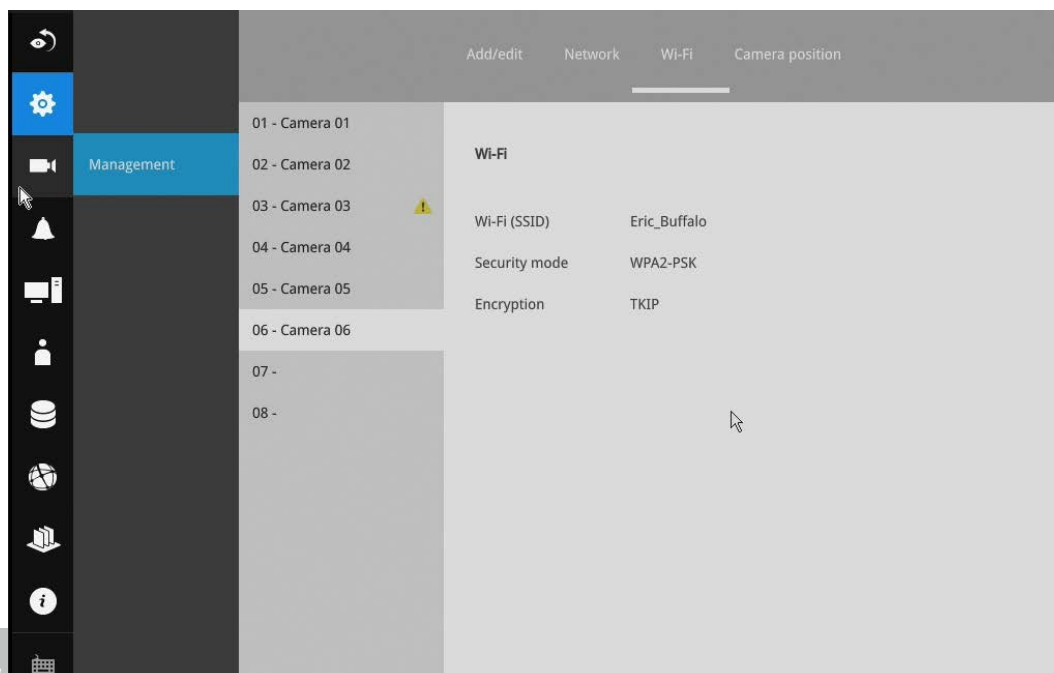 Add/edit Network Wi-Fi Camera position
Management
01 - Camera 01
02 - Camera 02
03 - Camera 03
04 - Camera 04
05 - Camera 05
06 - Camera 06
07 -
08 -
Wi-Fi
Wi-Fi (SSID) Eric_Buffalo
Security mode WPA2-PSK
Encryption TKIP